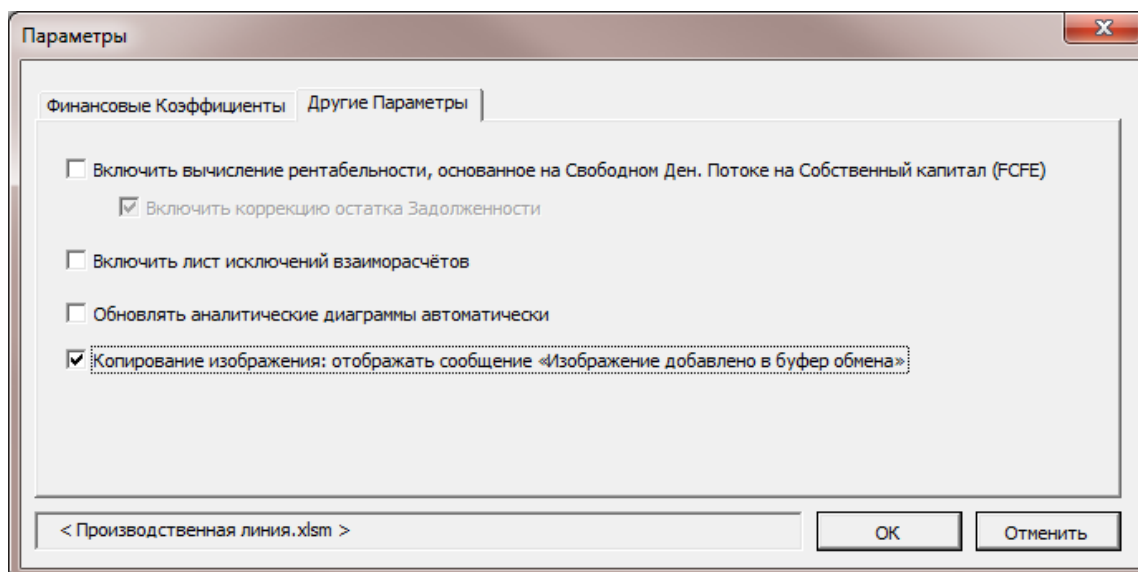 Параметры
Финансовые Коэффициенты
Другие Параметры
Включить вычисление рентабельности, основанное на Свободном Ден. Потоке на Собственный капитал (FCFE)
Включить коррекцию остатка Задолженности
Включить лист исключений взаиморасчётов
Обновлять аналитические диаграммы автоматически
Копирование изображения: отображать сообщение «Изображение добавлено в буфер обмена»
< Производственная линия.xlsm >
ОК
Отменить